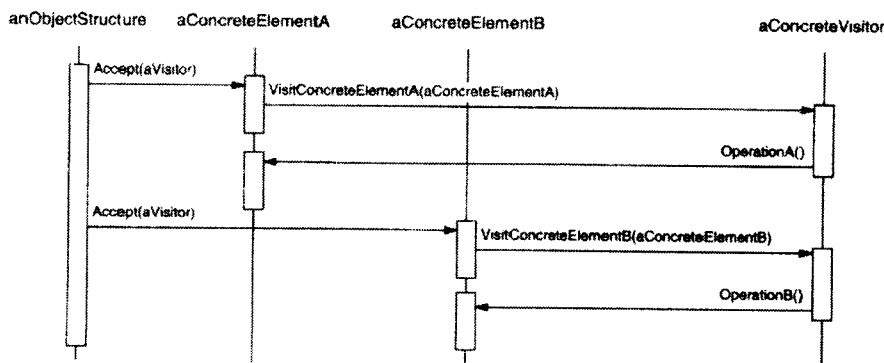 anObjectStructure
aConcreteElementA
aConcreteElementB
aConcreteVisitor
Accept(aVisitor)
VisitConcreteElementA(aConcreteElementA)
OperationA()
Accept(aVisitor)
VisitConcreteElementB(aConcreteElementB)
OperationB()